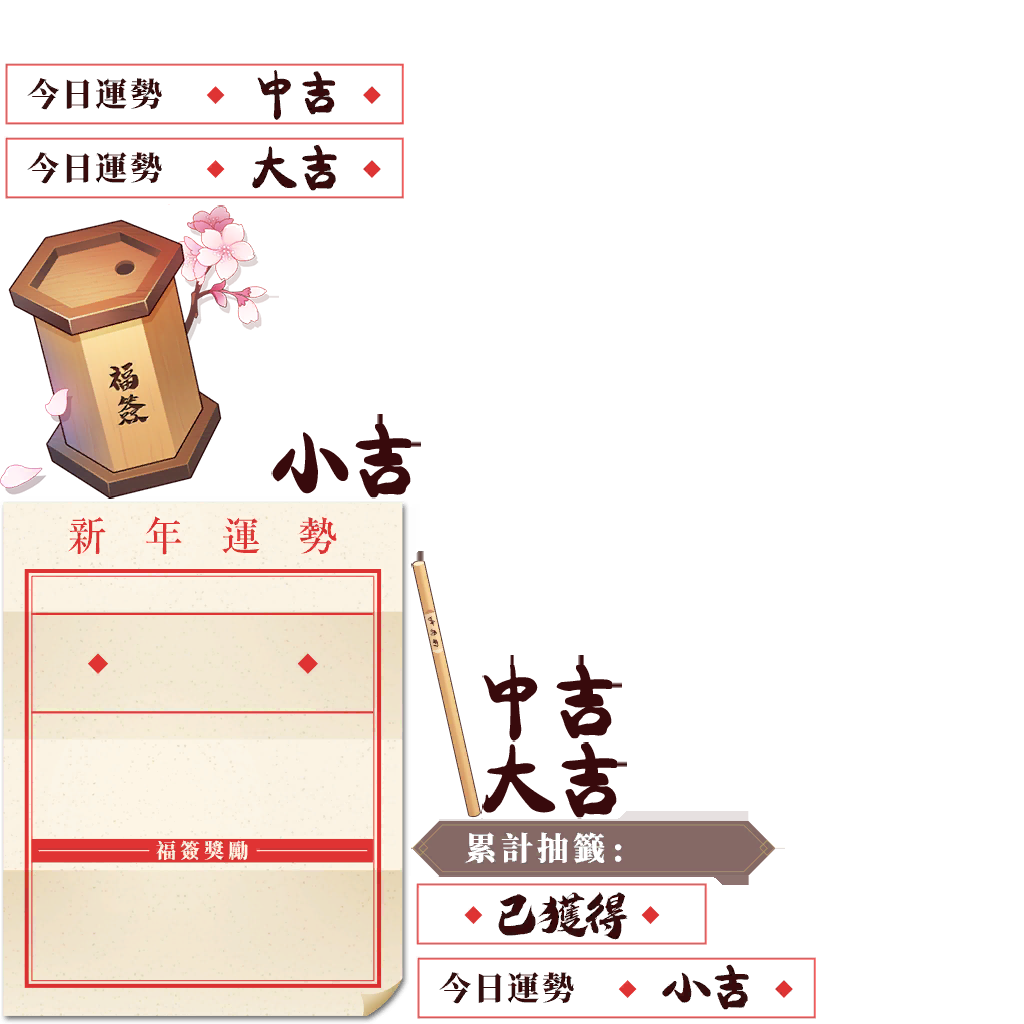 今日運勢 中吉
今日運勢 大吉
福簽
小吉
新年運勢
中吉
大吉
福簽獎勵
累計抽籤：
已獲得
今日運勢 小吉